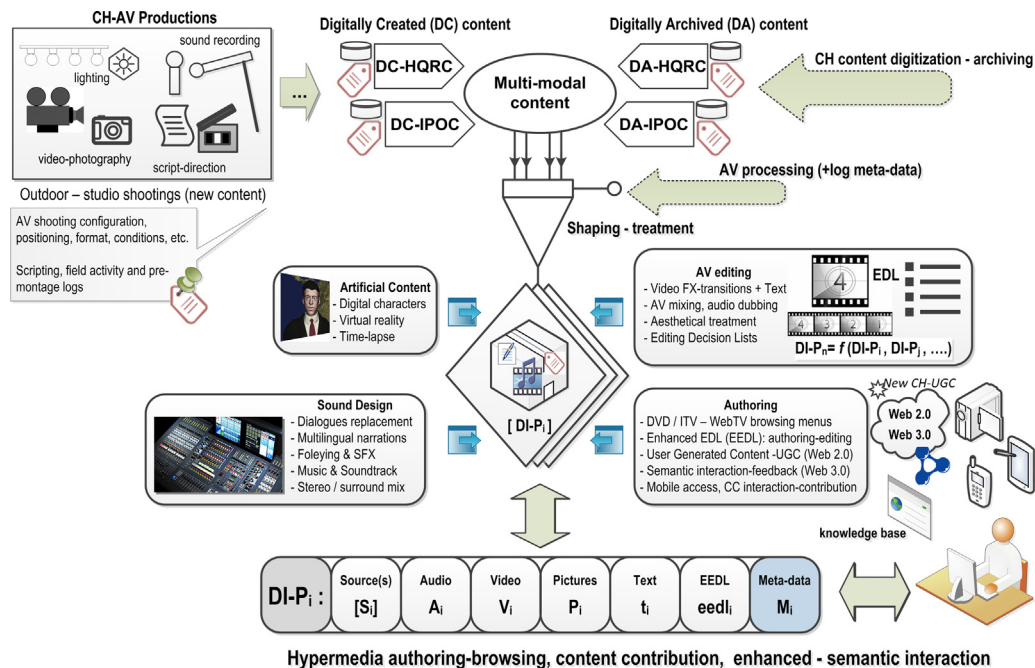 CH-AV Productions
sound recording
lighting
video-photography
script-direction
Outdoor – studio shootings (new content)
AV shooting configuration,
positioning, format, conditions, etc.
Scripting, field activity and pre-
montage logs
...
Digitally Created (DC) content
Digitally Archived (DA) content
DC-HQRC
DC-IPOC
Multi-modal
content
DA-HQRC
DA-IPOC
CH content digitization - archiving
AV processing (+log meta-data)
Shaping - treatment
Artificial Content
- Digital characters
- Virtual reality
- Time-lapse
AV editing
- Video FX-transitions + Text
- AV mixing, audio dubbing
- Aesthetical treatment
- Editing Decision Lists
4
EDL
4 3 2 1
DI-Pn= f (DI-Pi , DI-Pj , ....)
[ DI-Pi ]
Sound Design
- Dialogues replacement
- Multilingual narrations
- Foleying & SFX
- Music & Soundtrack
- Stereo / surround mix
Authoring
- DVD / ITV – WebTV browsing menus
- Enhanced EDL (EEDL): authoring-editing
- User Generated Content -UGC (Web 2.0)
- Semantic interaction-feedback (Web 3.0)
- Mobile access, CC interaction-contribution
New CH-UGC
Web 2.0
Web 3.0
knowledge base
DI-Pi :
Source(s)
[Si]
Audio
Ai
Video
Vi
Pictures
Pi
Text
ti
EEDL
eedli
Meta-data
Mi
Hypermedia authoring-browsing, content contribution, enhanced - semantic interaction